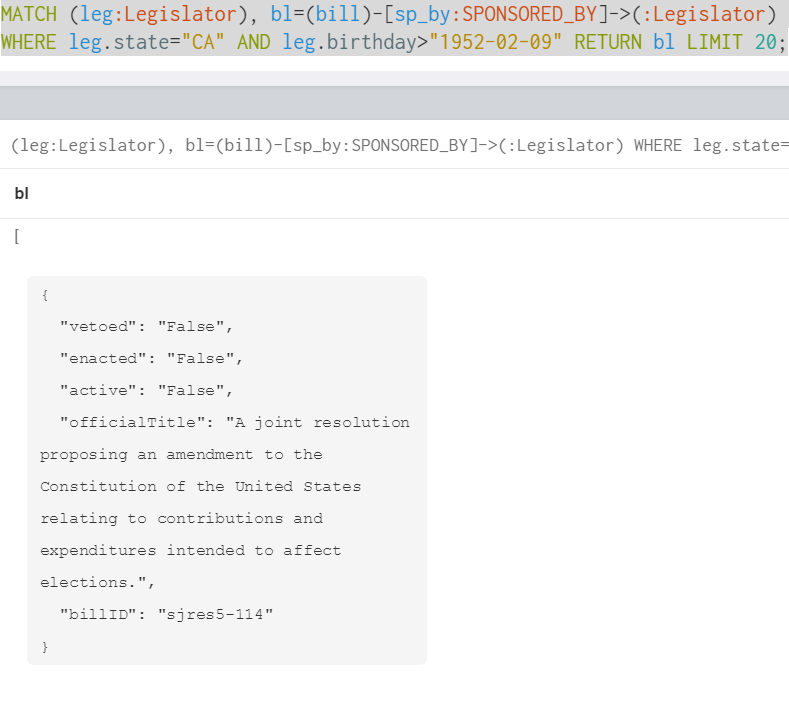 MATCH (leg:Legislator), bl=(bill)-[sp_by:SPONSORED_BY]->(:Legislator)
WHERE leg.state="CA" AND leg.birthday>"1952-02-09" RETURN bl LIMIT 20;
(leg:Legislator), bl=(bill)-[sp_by:SPONSORED_BY]->(:Legislator) WHERE leg.state=
bl
[
{
"vetoed": "False",
"enacted": "False",
"active": "False",
"officialTitle": "A joint resolution
proposing an amendment to the
Constitution of the United States
relating to contributions and
expenditures intended to affect
elections.",
"billID": "sjres5-114"
}